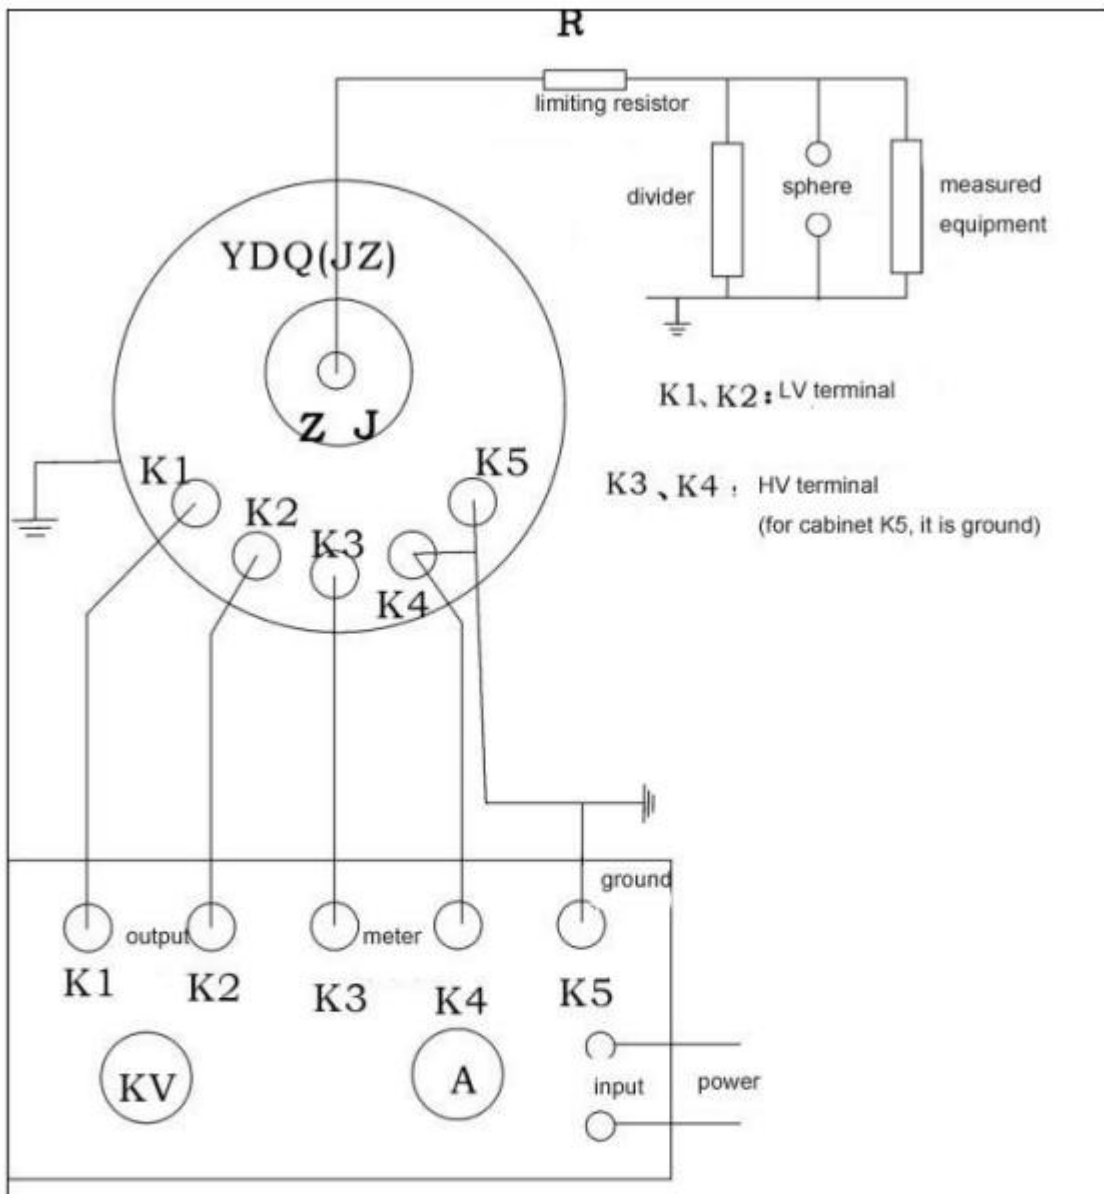 R
limiting resistor
divider
sphere
measured
equipment
YDQ(JZ)
Z J
K1、K2：LV terminal
K1
K5
K3、K4： HV terminal
(for cabinet K5, it is ground)
K2
K3
K4
ground
output
meter
K1
K2
K3
K4
K5
KV
A
input
power